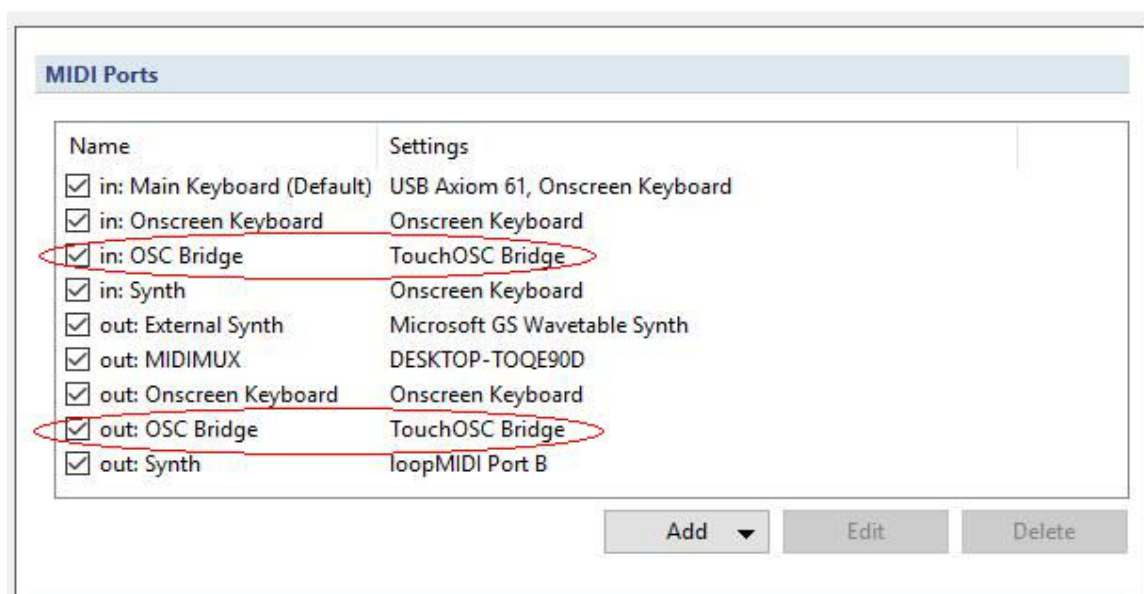 MIDI Ports
Name Settings
in: Main Keyboard (Default) USB Axiom 61, Onscreen Keyboard
in: Onscreen Keyboard Onscreen Keyboard
in: OSC Bridge TouchOSC Bridge
in: Synth Onscreen Keyboard
out: External Synth Microsoft GS Wavetable Synth
out: MIDIMUX DESKTOP-TOQE90D
out: Onscreen Keyboard Onscreen Keyboard
out: OSC Bridge TouchOSC Bridge
out: Synth loopMIDI Port B
Add Edit Delete